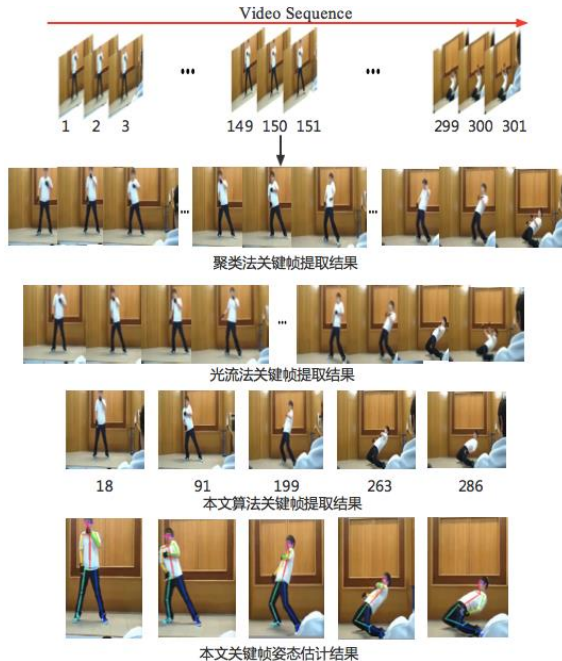 Video Sequence
... ...
1 2 3 149 150 151 299 300 301
... ...
聚类法关键帧提取结果
...
光流法关键帧提取结果
18 91 199 263 286
本文算法关键帧提取结果
本文关键帧姿态估计结果